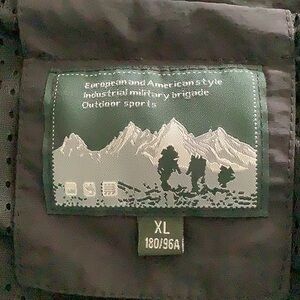 European and American style
Industrial military brigade
Outdoor sports
XL
180/96A